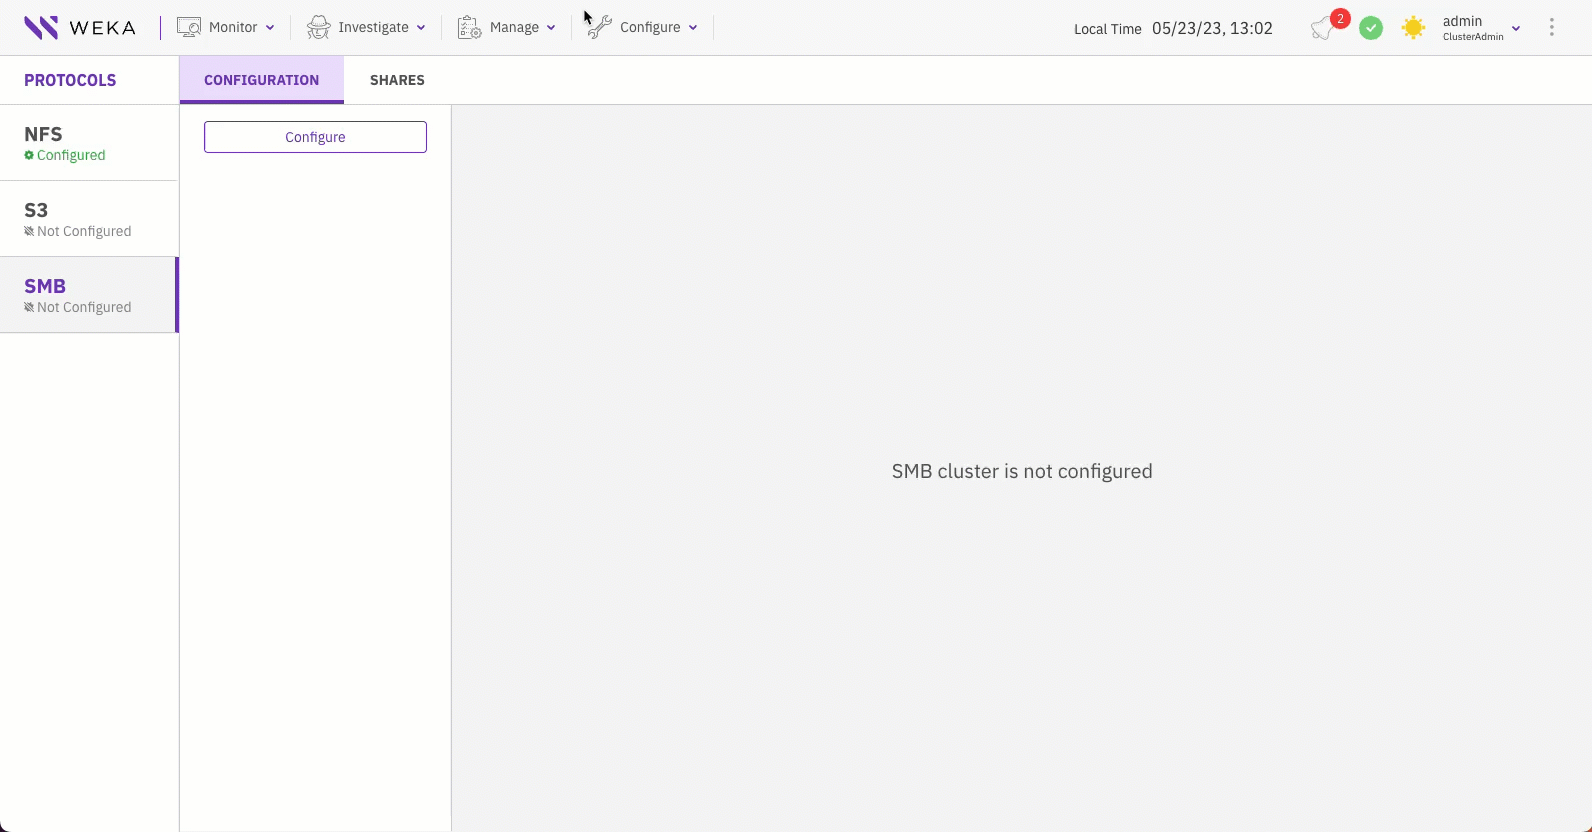 WEKA
Monitor
Investigate
Manage
Configure
Local Time 05/23/23, 13:02
2
admin
ClusterAdmin
PROTOCOLS
CONFIGURATION
SHARES
NFS
Configured
S3
Not Configured
SMB
Not Configured
Configure
SMB cluster is not configured